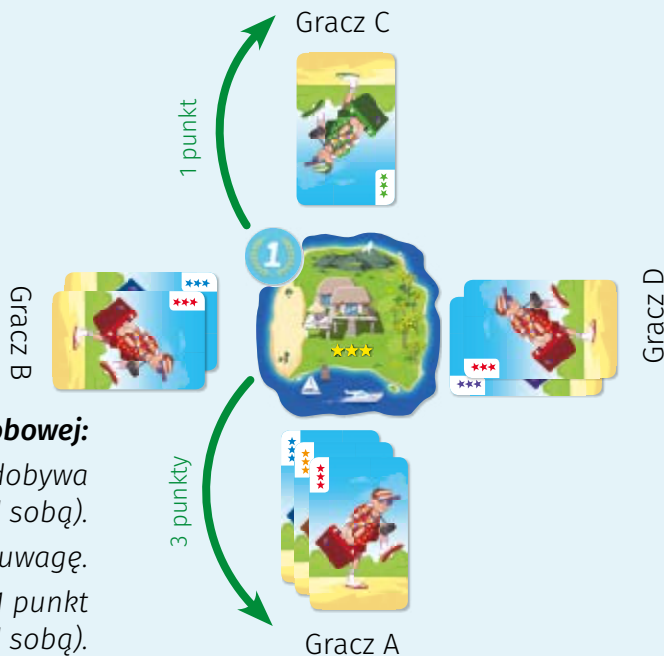 Gracz C
1 punkt
1
Gracz B
Gracz D
obowej:
dobywa
sobą).
uwagę.
punkt
sobą).
3 punkty
Gracz A